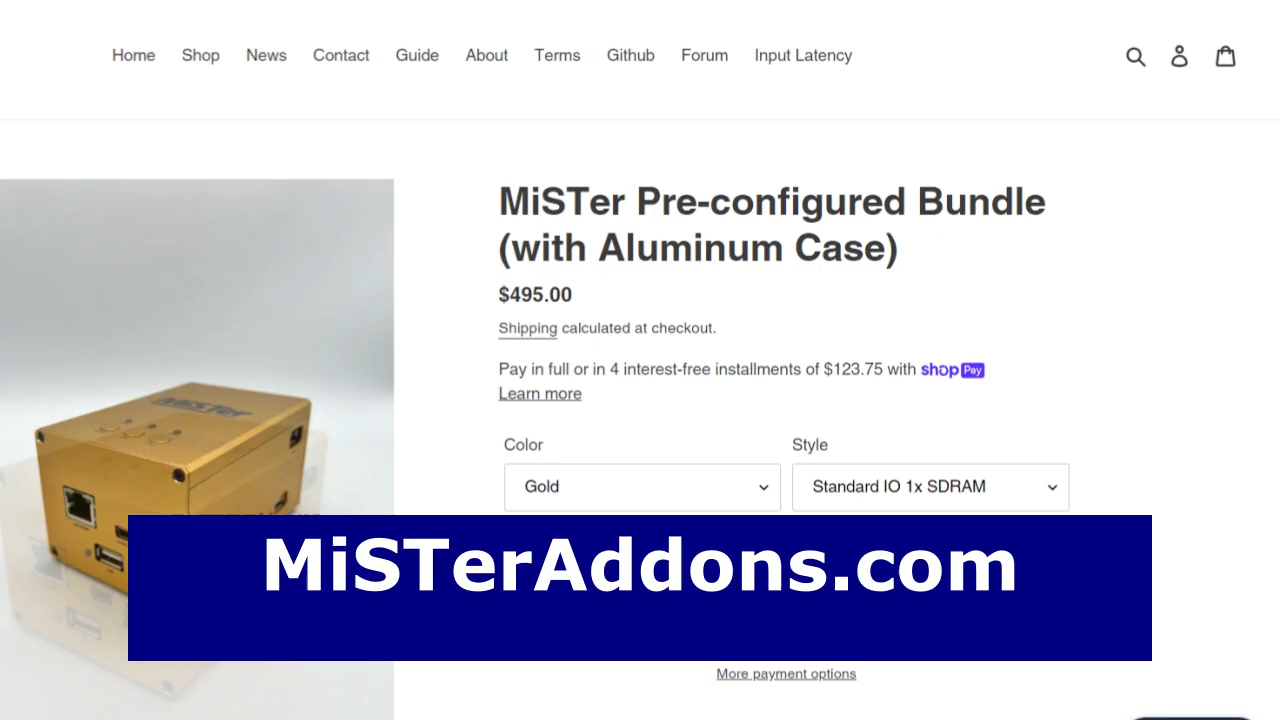 Home Shop News Contact Guide About Terms Github Forum Input Latency
MiSTer Pre-configured Bundle
(with Aluminum Case)
$495.00
Shipping calculated at checkout.
Pay in full or in 4 interest-free installments of $123.75 with shop Pay
Learn more
Color Style
Gold Standard IO 1x SDRAM
MiSTer
MiSTerAddons.com
More payment options